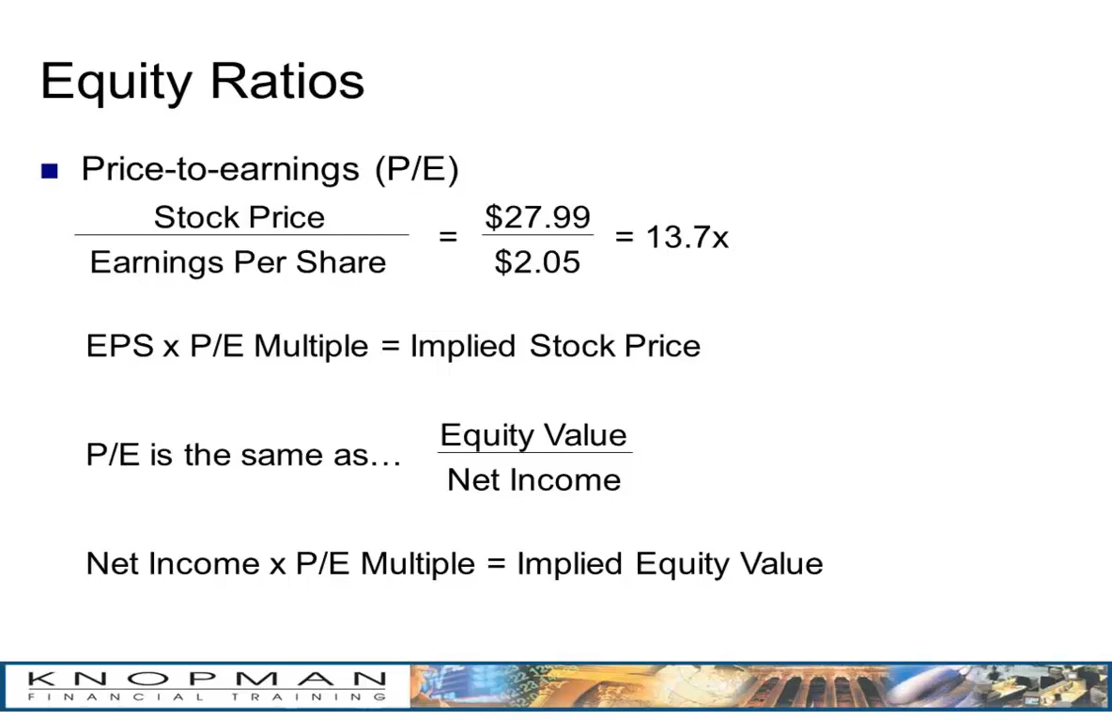 Equity Ratios
■ Price-to-earnings (P/E)
Stock Price
Earnings Per Share
= $27.99
$2.05
= 13.7x
EPS x P/E Multiple = Implied Stock Price
P/E is the same as…
Equity Value
Net Income
Net Income x P/E Multiple = Implied Equity Value
KNOPMAN
FINANCIAL TRAINING